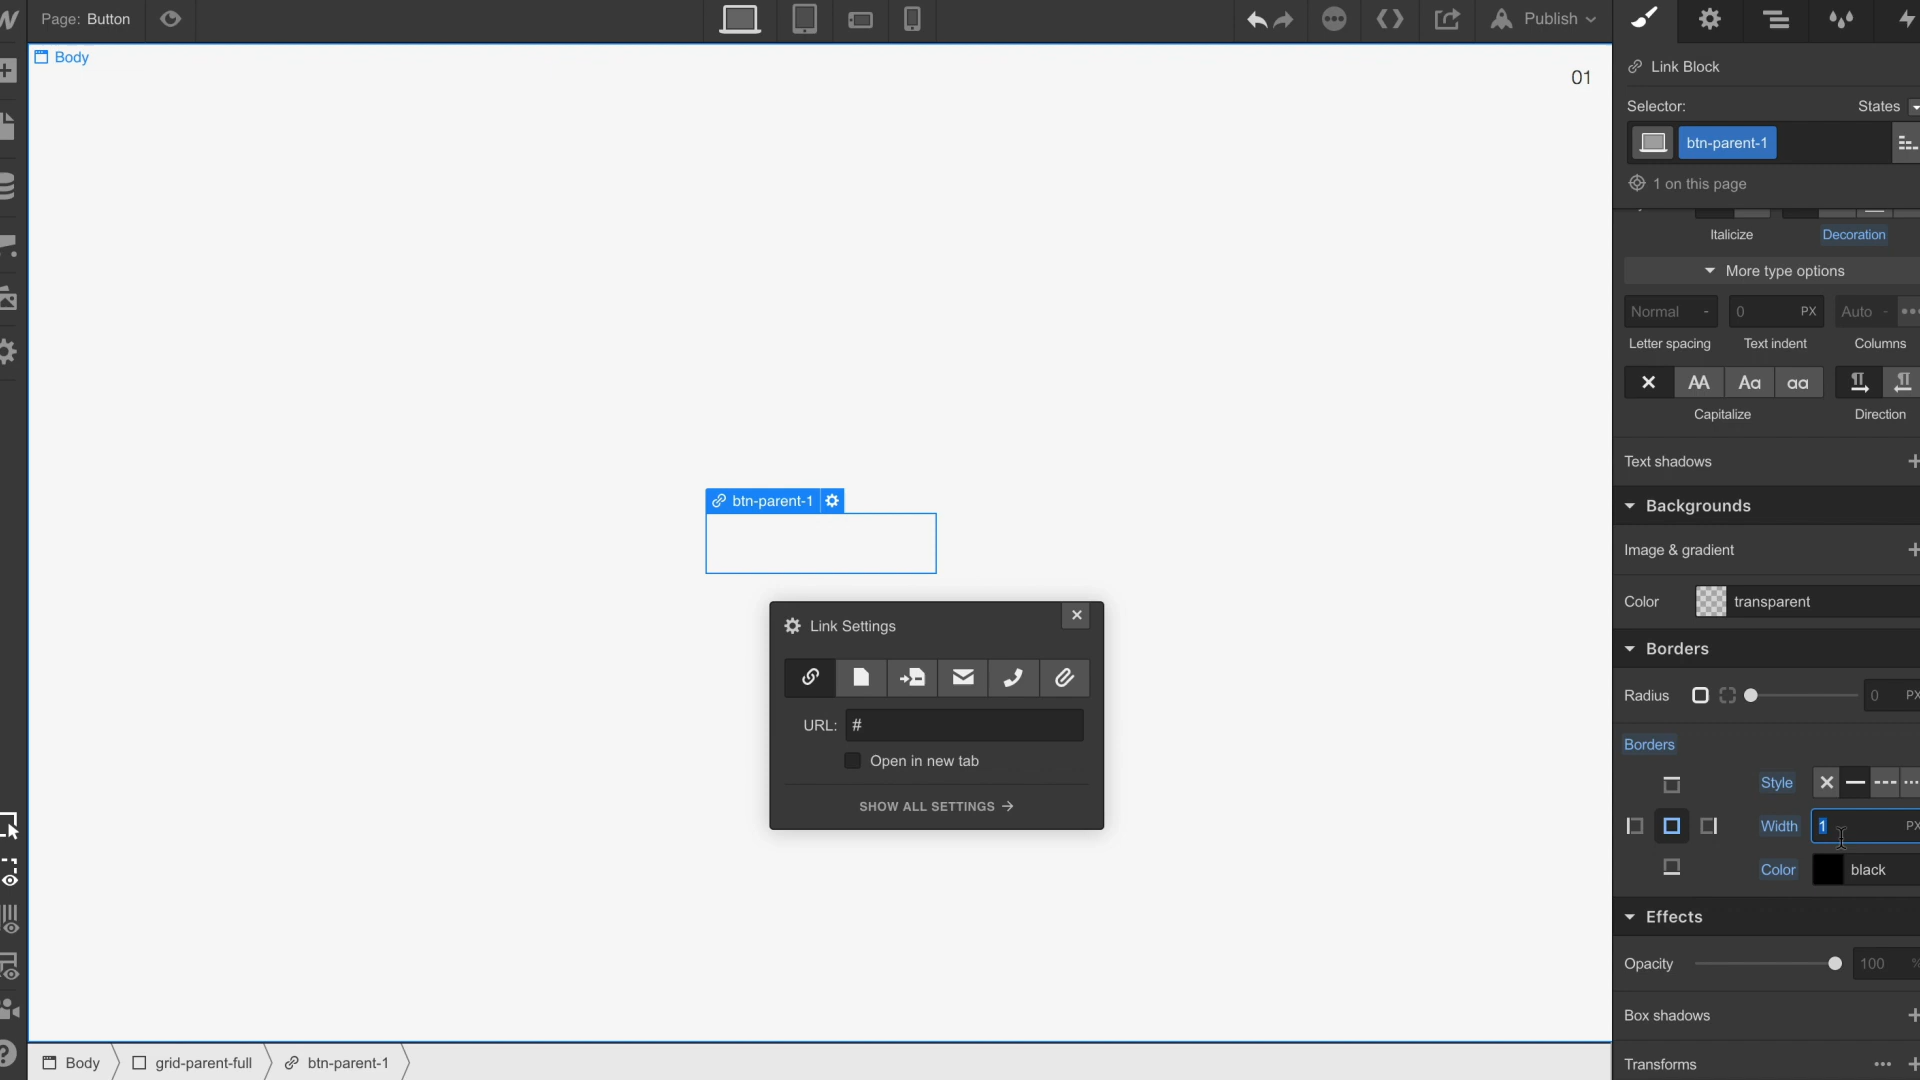 Page: Button
Publish
Body
01
Link Block
Selector:
States
btn-parent-1
1 on this page
Italicize
Decoration
More type options
Normal
-
0
PX
Auto
-
Letter spacing
Text indent
Columns
AA
Aa
aa
Capitalize
Direction
Text shadows
Backgrounds
Image & gradient
Color
transparent
Borders
Radius
0
PX
Borders
Style
Width
1
PX
Color
black
Effects
Opacity
100
%
Box shadows
Transforms
btn-parent-1
Link Settings
URL:
#
Open in new tab
SHOW ALL SETTINGS
Body
grid-parent-full
btn-parent-1